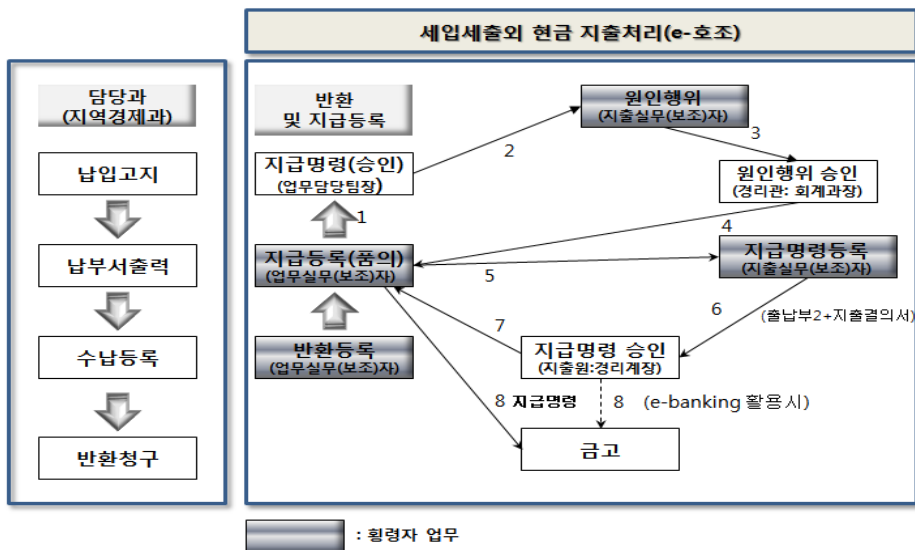 세입세출외 현금 지출처리(e-호조)
담당과
(지역경제과)
납입고지
납부서출력
수납등록
반환청구
반환
및 지급등록
지급명령(승인)
(업무담당팀장)
1
지급등록(품의)
(업무실무(보조)자)
반환등록
(업무실무(보조)자)
2
원인행위
(지출실무(보조)자)
3
원인행위 승인
(경리관: 회계과장)
4
5
지급명령등록
(지출실무(보조)자)
6
(출납부2+지출결의서)
7
지급명령 승인
(지출원:경리계장)
8 지급명령
8 (e-banking 활용시)
금고
: 횡령자 업무